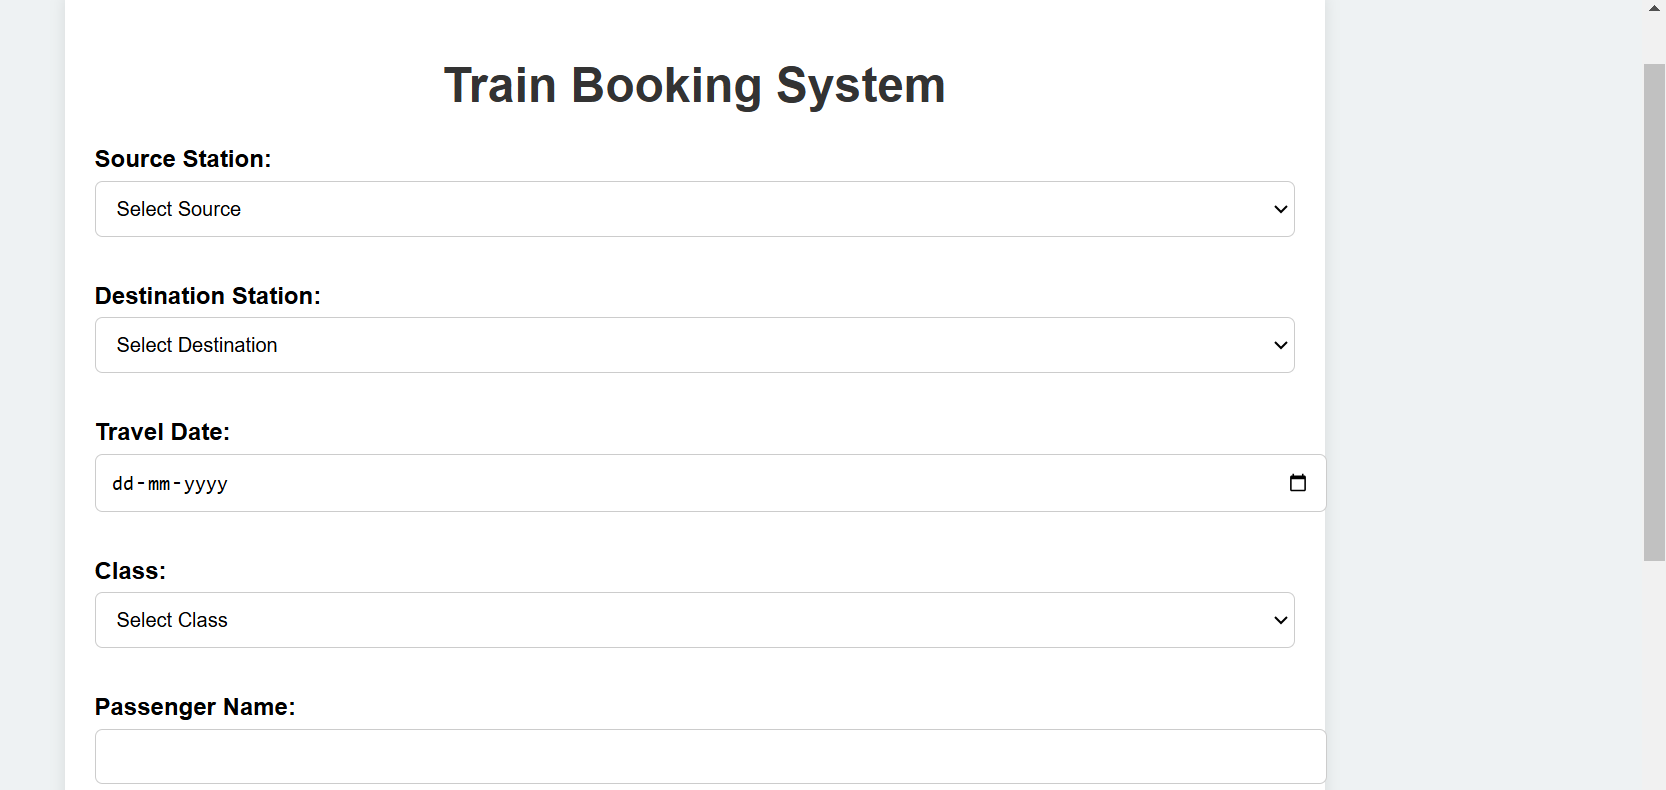 Train Booking System
Source Station:
Select Source
Destination Station:
Select Destination
Travel Date:
dd-mm-yyyy
Class:
Select Class
Passenger Name: